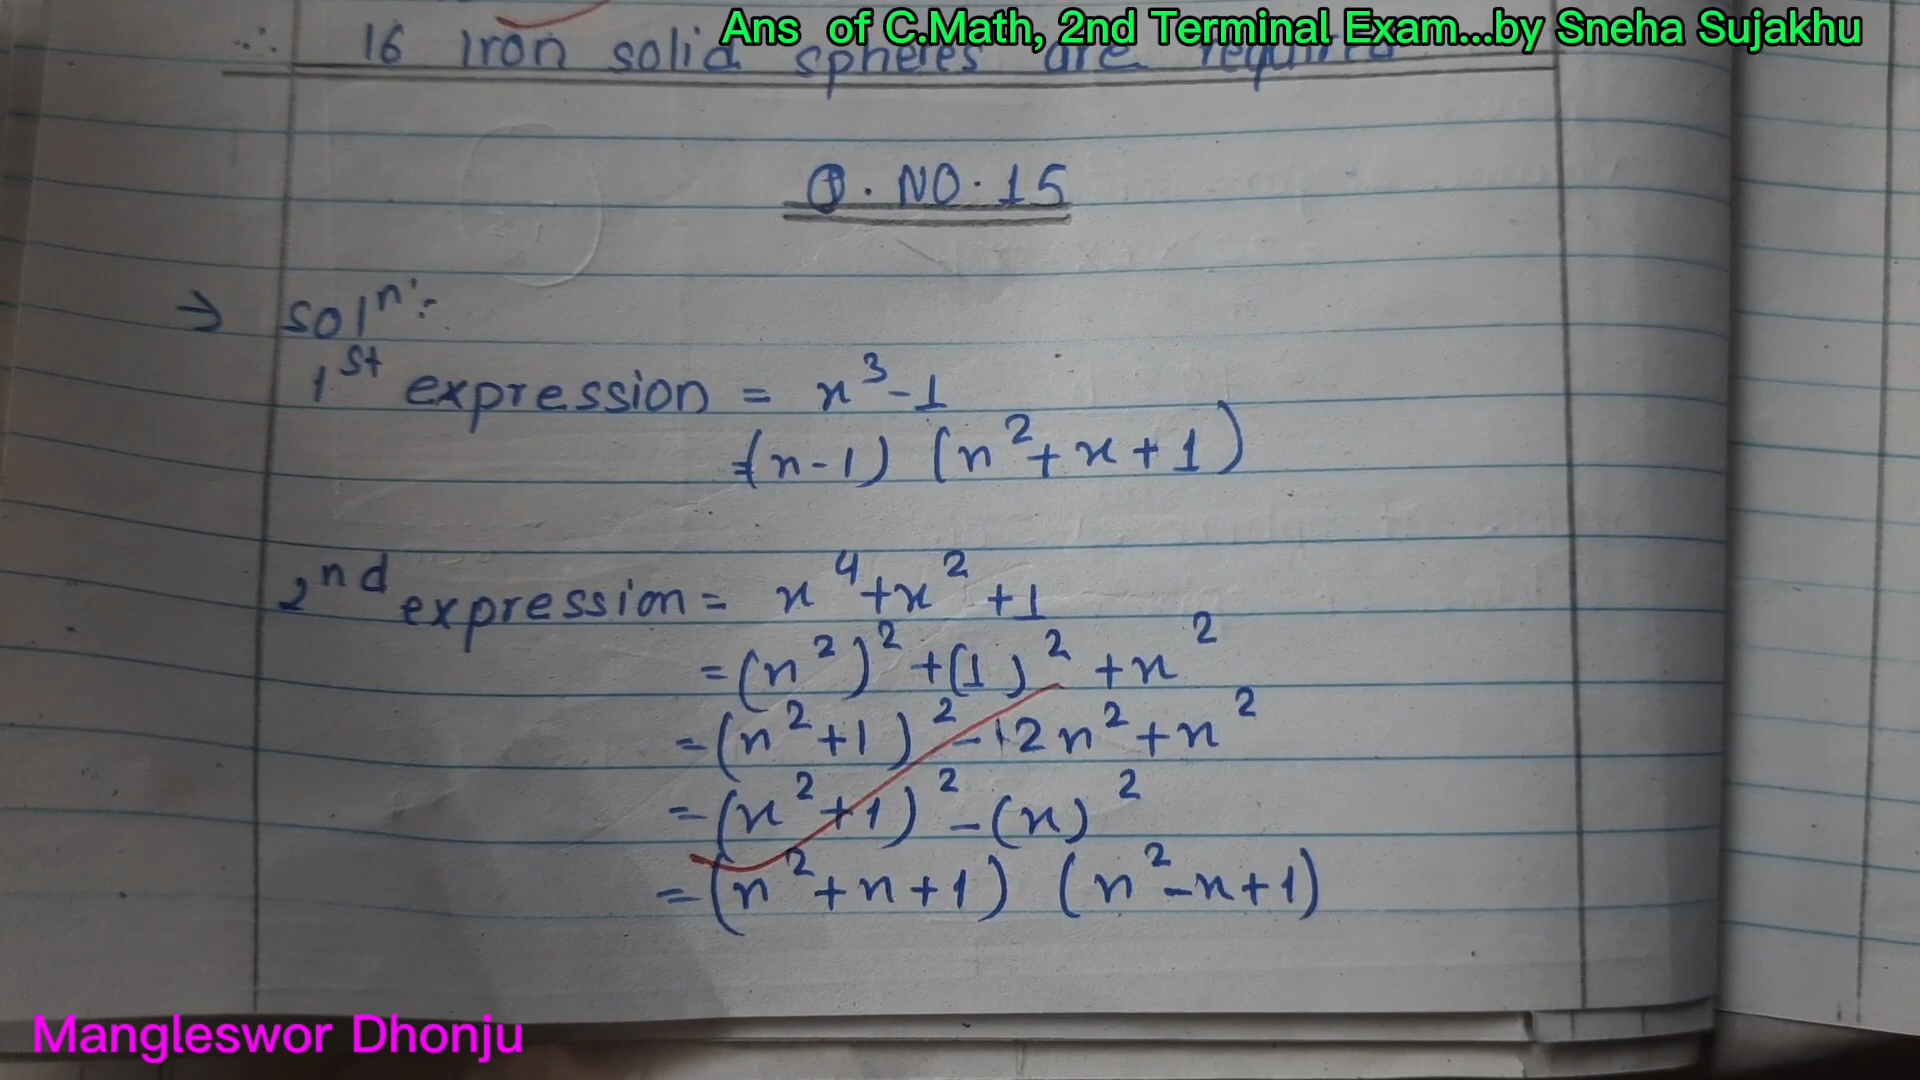 Ans of C.Math, 2nd Terminal Exam...by Sneha Sujakhu
∴ 16 Iron solid spheres are required
Q. NO. 15
→ Solⁿ:-
1st expression = x³-1
=(x-1) (x²+x+1)
2nd expression = x⁴+x²+1
=(x²)²+(1)²+x²
=(x²+1)²-2x²+x²
=(x²+1)²-(x)²
=(x²+x+1) (x²-x+1)
Mangleswor Dhonju